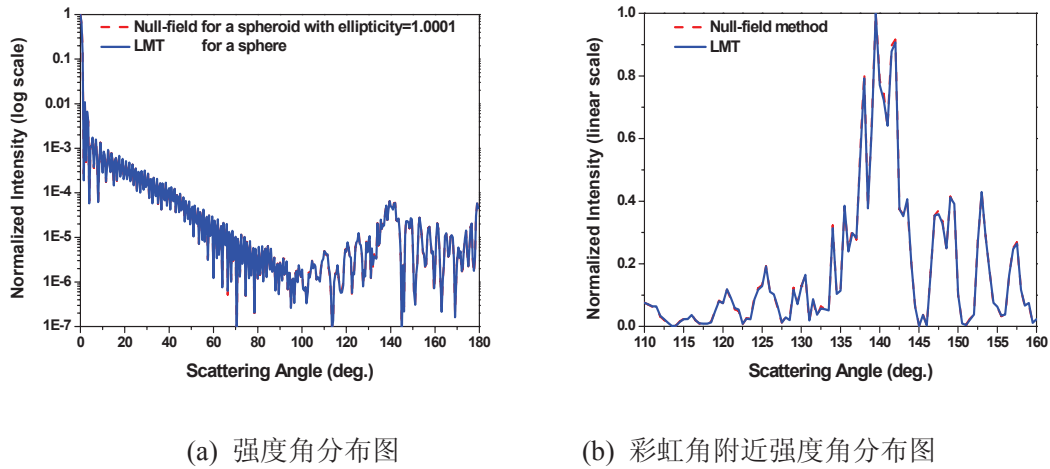 Normalized Intensity (log scale)
1
0.1
0.01
1E-3
1E-4
1E-5
1E-6
1E-7
Null-field for a spheroid with ellipticity=1.0001
LMT for a sphere
0 20 40 60 80 100 120 140 160 180
Scattering Angle (deg.)
(a) 强度角分布图
Normalized Intensity (linear scale)
1.0
0.8
0.6
0.4
0.2
0.0
Null-field method
LMT
110 115 120 125 130 135 140 145 150 155 160
Scattering Angle (deg.)
(b) 彩虹角附近强度角分布图